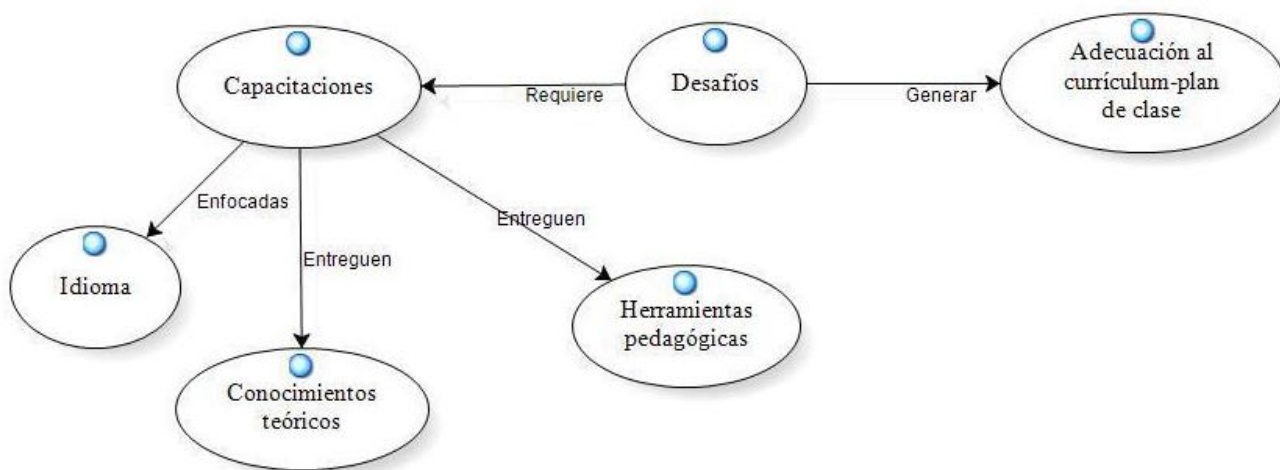 Capacitaciones
Requiere
Desafíos
Generar
Adecuación al
currículum-plan
de clase
Enfocadas
Entreguen
Entreguen
Idioma
Herramientas
pedagógicas
Conocimientos
teóricos